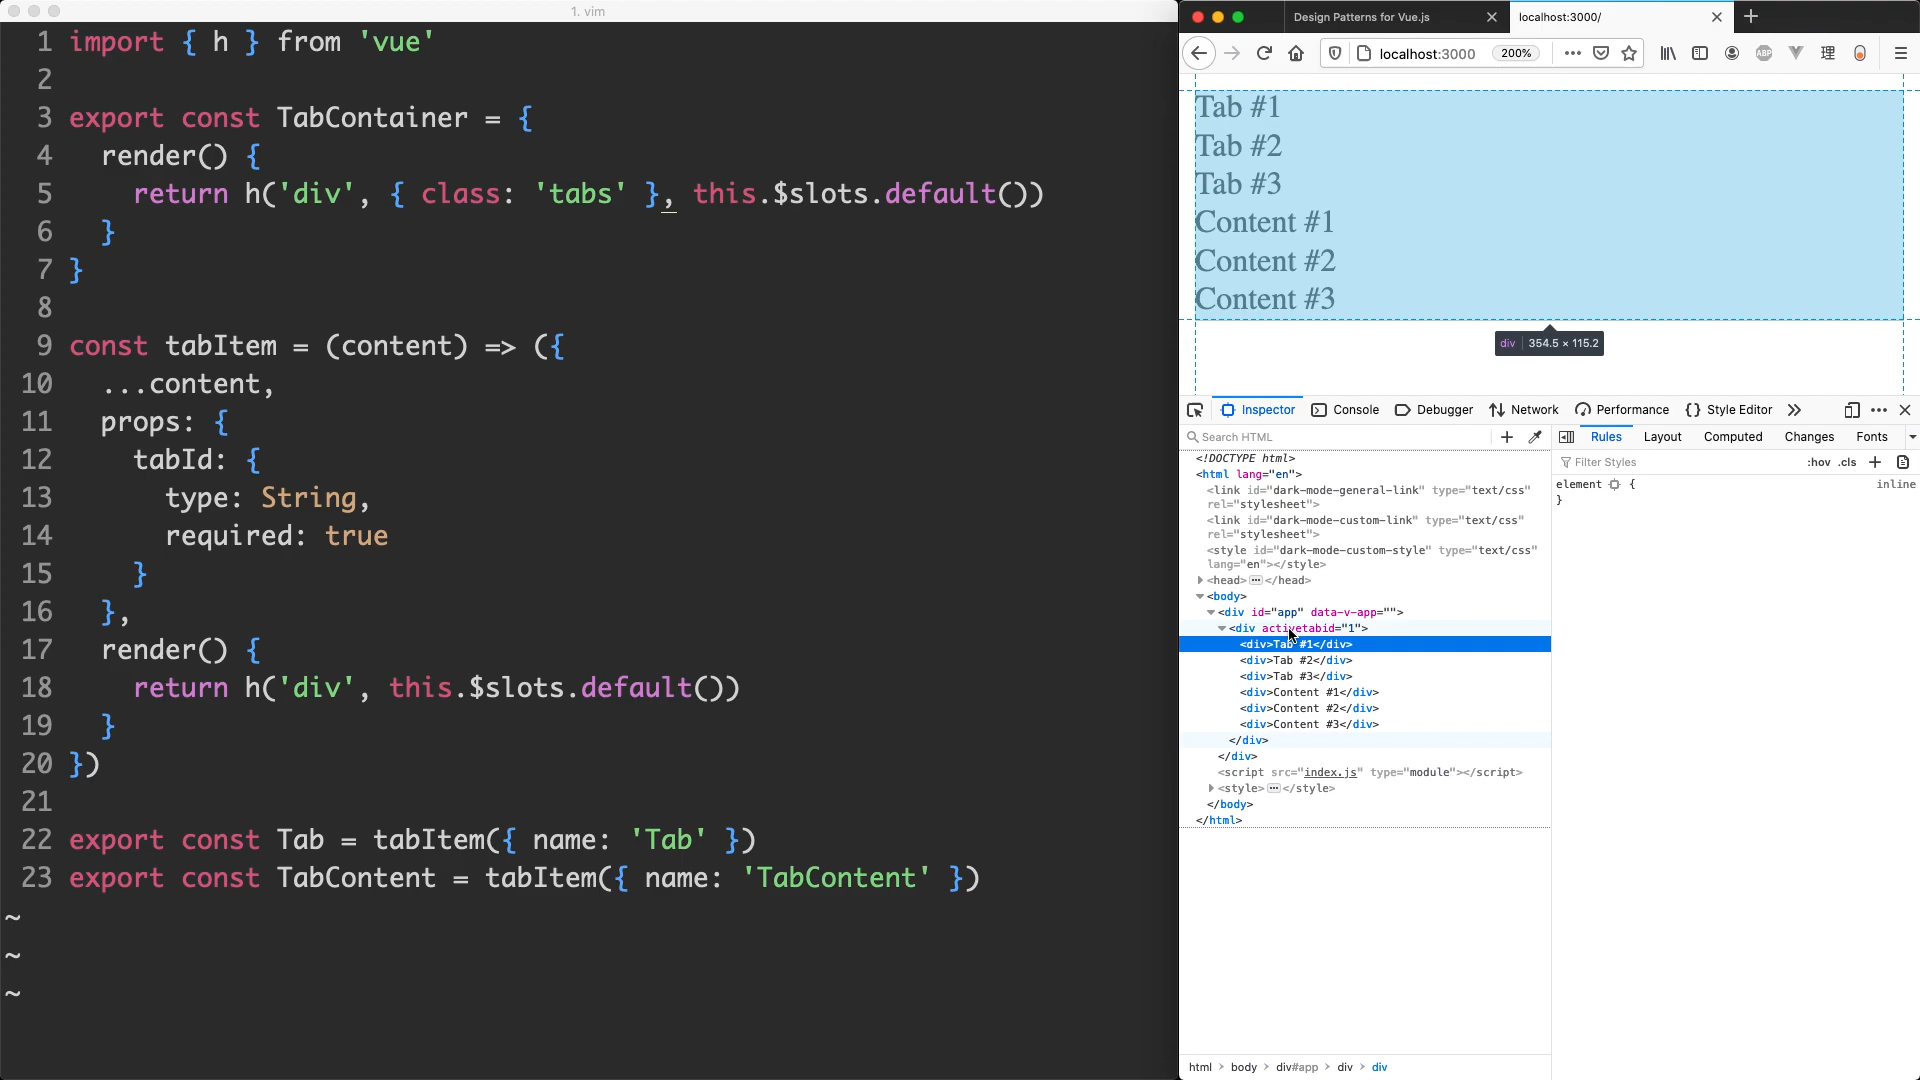 1. vim
1 import { h } from 'vue'
2
3 export const TabContainer = {
4 render() {
5 return h('div', { class: 'tabs' }, this.$slots.default())
6 }
7 }
8
9 const tabItem = (content) => ({
10 ...content,
11 props: {
12 tabId: {
13 type: String,
14 required: true
15 }
16 },
17 render() {
18 return h('div', this.$slots.default())
19 }
20 })
21
22 export const Tab = tabItem({ name: 'Tab' })
23 export const TabContent = tabItem({ name: 'TabContent' })
~
~
~
Design Patterns for Vue.js
localhost:3000/
localhost:3000 200% ABP 理
Tab #1
Tab #2
Tab #3
Content #1
Content #2
Content #3
div 354.5 × 115.2
Inspector Console Debugger Network Performance Style Editor
Search HTML
Rules Layout Computed Changes Fonts
Filter Styles :hov .cls
element { inline
}
<!DOCTYPE html>
<html lang="en">
<link id="dark-mode-general-link" type="text/css"
rel="stylesheet">
<link id="dark-mode-custom-link" type="text/css"
rel="stylesheet">
<style id="dark-mode-custom-style" type="text/css"
lang="en"></style>
<head></head>
<body>
<div id="app" data-v-app="">
<div activetabid="1">
<div>Tab #1</div>
<div>Tab #2</div>
<div>Tab #3</div>
<div>Content #1</div>
<div>Content #2</div>
<div>Content #3</div>
</div>
</div>
<script src="index.js" type="module"></script>
<style></style>
</body>
</html>
html > body > div#app > div > div